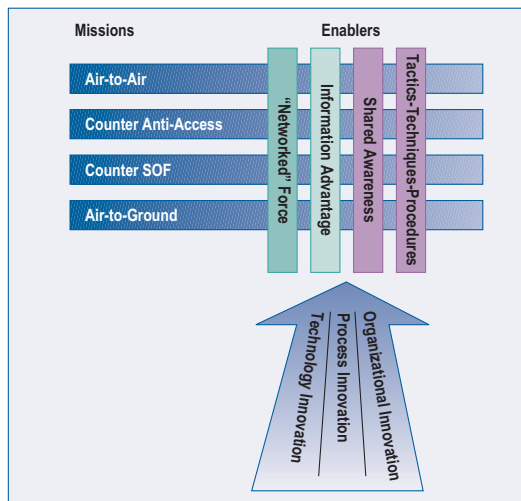 Missions
Enablers
Air-to-Air
Counter Anti-Access
Counter SOF
Air-to-Ground
“Networked” Force
Information Advantage
Shared Awareness
Tactics-Techniques-Procedures
Technology Innovation
Process Innovation
Organizational Innovation